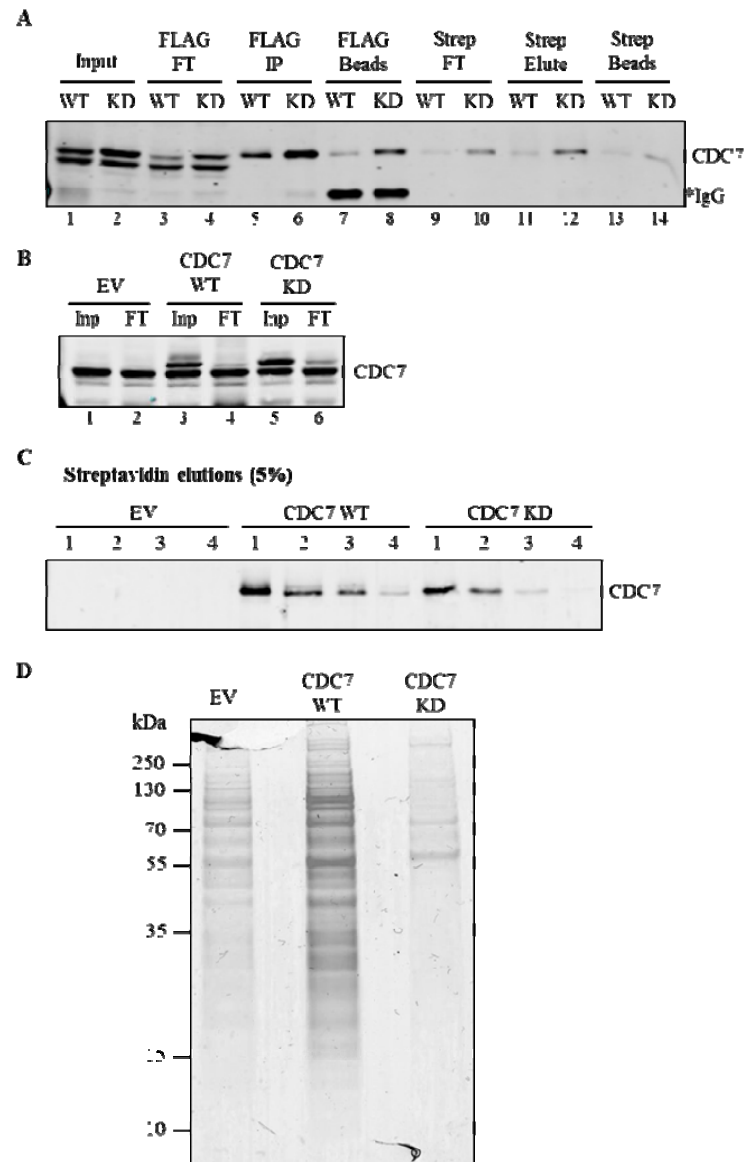 A
Input FLAG FT FLAG IP FLAG Beads Strep FT Strep Elute Strep Beads
WT KD WT KD WT KD WT KD WT KD WT KD WT KD
CDC7
*IgG
1 2 3 4 5 6 7 8 9 10 11 12 13 14
B
EV CDC7 WT CDC7 KD
Inp FT Inp FT Inp FT
CDC7
1 2 3 4 5 6
C
Streptavidin elutions (5%)
EV CDC7 WT CDC7 KD
1 2 3 4 1 2 3 4 1 2 3 4
CDC7
D
EV CDC7 WT CDC7 KD
kDa
250
130
70
55
35
10